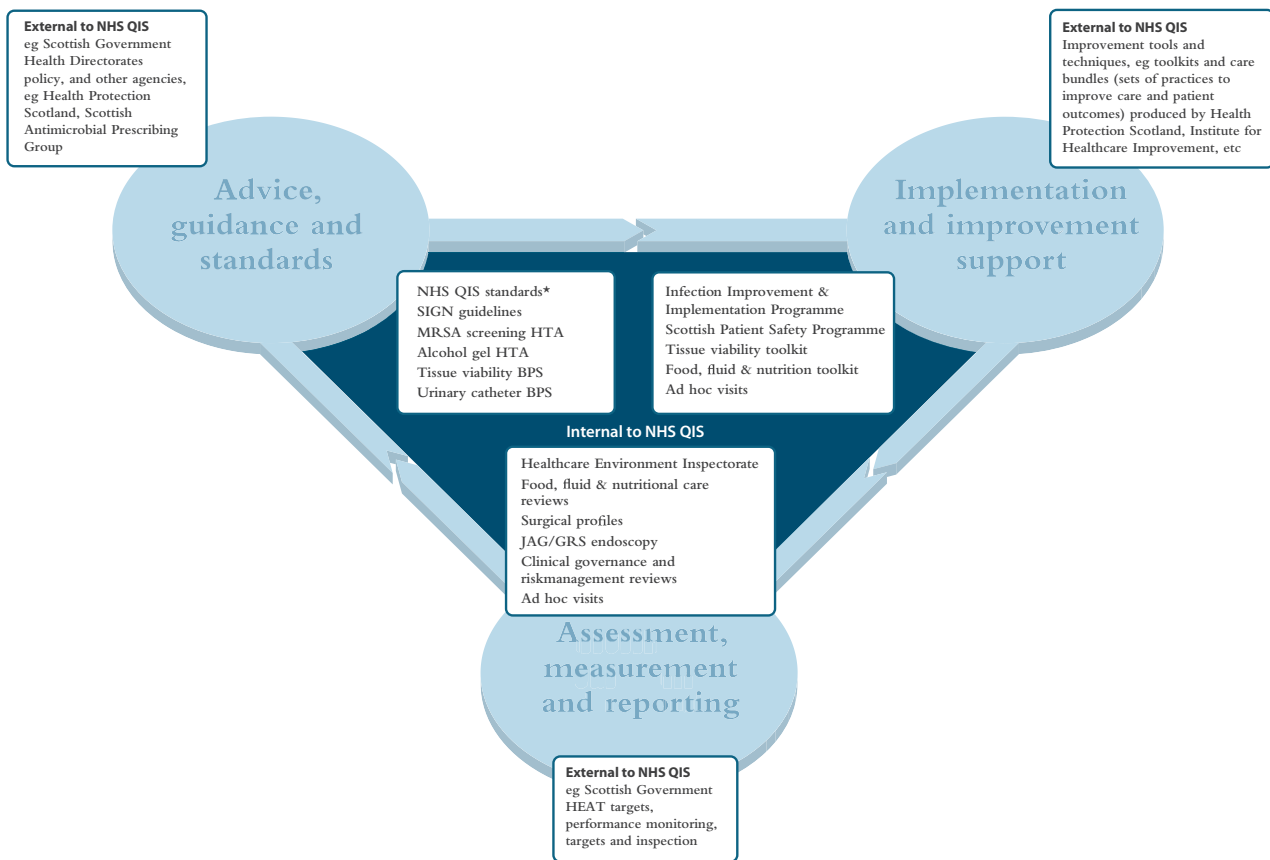 External to NHS QIS
eg Scottish Government
Health Directorates
policy, and other agencies,
eg Health Protection
Scotland, Scottish
Antimicrobial Prescribing
Group
External to NHS QIS
Improvement tools and
techniques, eg toolkits and care
bundles (sets of practices to
improve care and patient
outcomes) produced by Health
Protection Scotland, Institute for
Healthcare Improvement, etc
Advice,
guidance and
standards
Implementation
and improvement
support
NHS QIS standards*
SIGN guidelines
MRSA screening HTA
Alcohol gel HTA
Tissue viability BPS
Urinary catheter BPS
Infection Improvement &
Implementation Programme
Scottish Patient Safety Programme
Tissue viability toolkit
Food, fluid & nutrition toolkit
Ad hoc visits
Internal to NHS QIS
Healthcare Environment Inspectorate
Food, fluid & nutritional care
reviews
Surgical profiles
JAG/GRS endoscopy
Clinical governance and
riskmanagement reviews
Ad hoc visits
Assessment,
measurement
and reporting
External to NHS QIS
eg Scottish Government
HEAT targets,
performance monitoring,
targets and inspection